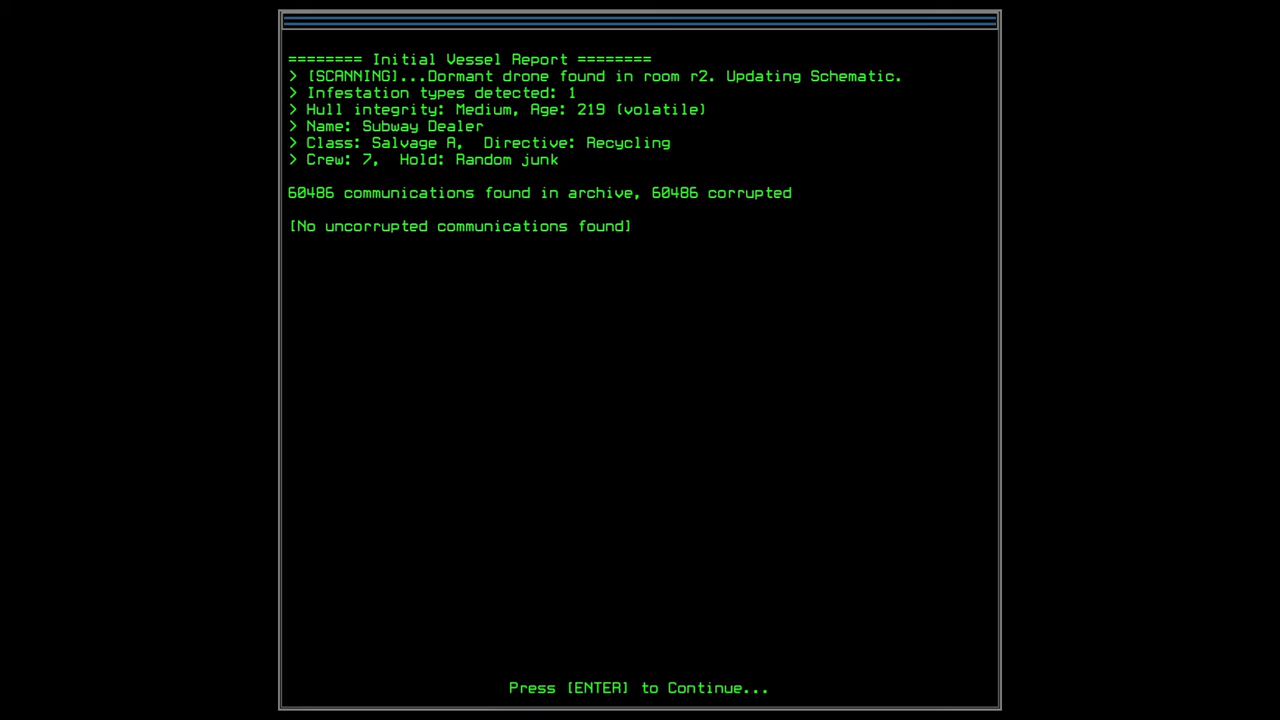 ======== Initial Vessel Report ========
> [SCANNING]...Dormant drone found in room r2. Updating Schematic.
> Infestation types detected: 1
> Hull integrity: Medium, Age: 219 (volatile)
> Name: Subway Dealer
> Class: Salvage A,  Directive: Recycling
> Crew: 7,  Hold: Random junk
60486 communications found in archive, 60486 corrupted
[No uncorrupted communications found]
Press [ENTER] to Continue...